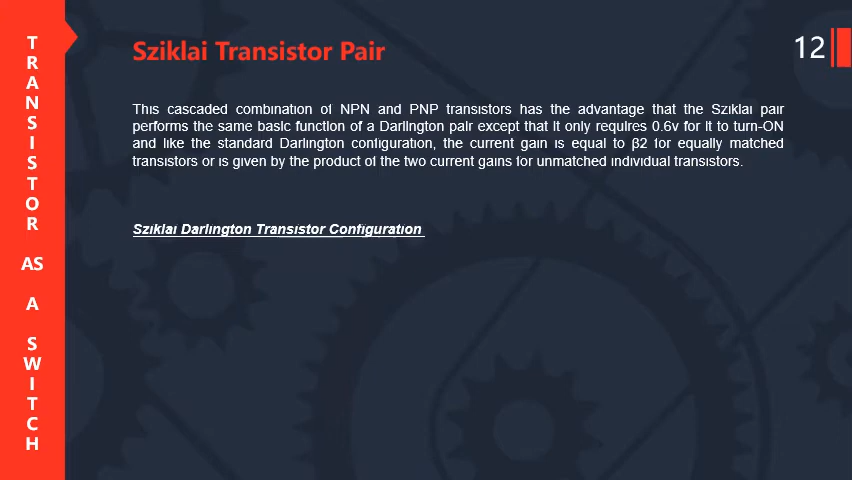 Sziklai Transistor Pair
12
This cascaded combination of NPN and PNP transistors has the advantage that the Sziklai pair
performs the same basic function of a Darlington pair except that it only requires 0.6v for it to turn-ON
and like the standard Darlington configuration, the current gain is equal to β2 for equally matched
transistors or is given by the product of the two current gains for unmatched individual transistors.
Sziklai Darlington Transistor Configuration
TRANSISTOR
AS
A
SWITCH